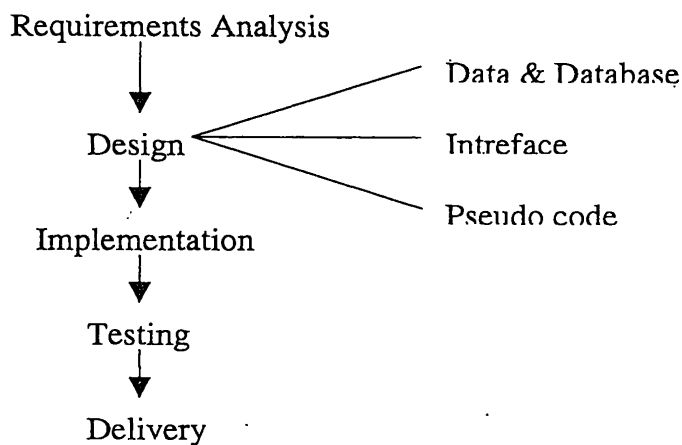 Requirements Analysis
Data & Database
Design
Intreface
Pseudo code
Implementation
Testing
Delivery